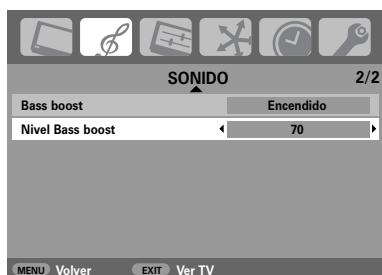 SONIDO 2/2
Bass boost Encendido
Nivel Bass boost 70
MENU Volver EXIT Ver TV